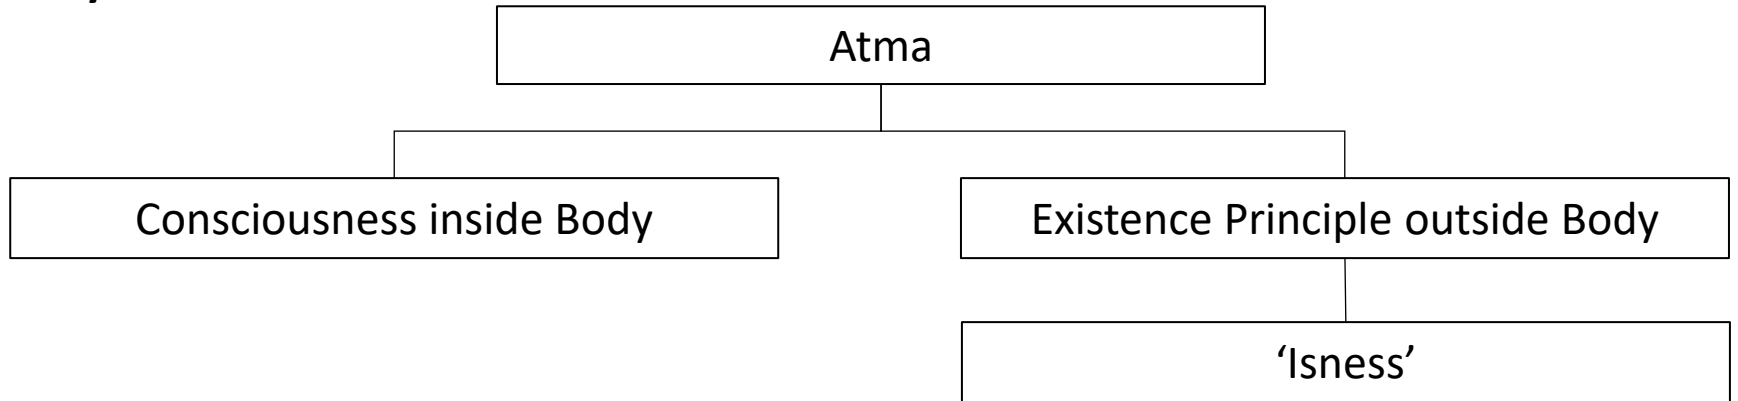 Atma
Consciousness inside Body
Existence Principle outside Body
‘Isness’